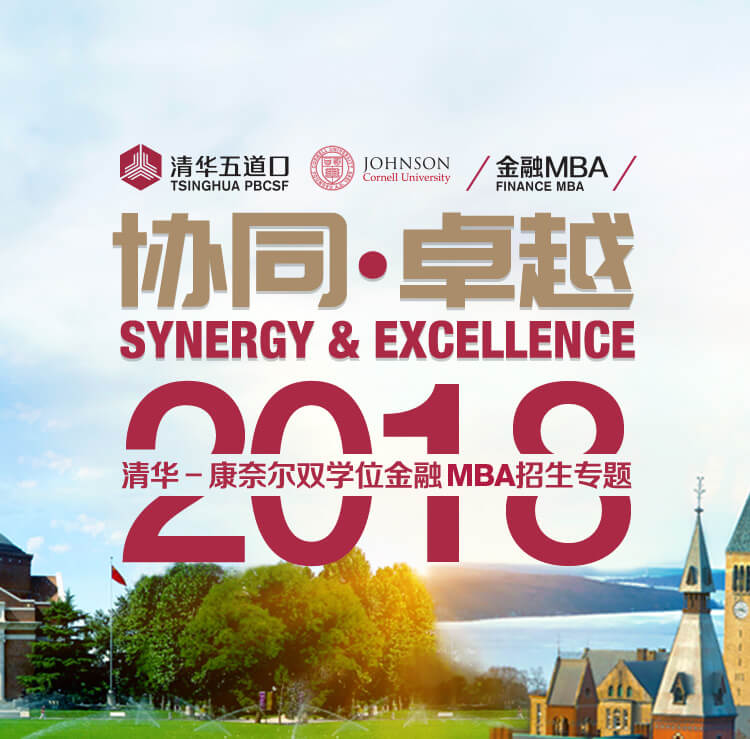 清华五道口 JOHNSON 金融MBA
TSINGHUA PBCSF Cornell University FINANCE MBA
协同·卓越
SYNERGY & EXCELLENCE
2018
清华－康奈尔双学位金融MBA招生专题